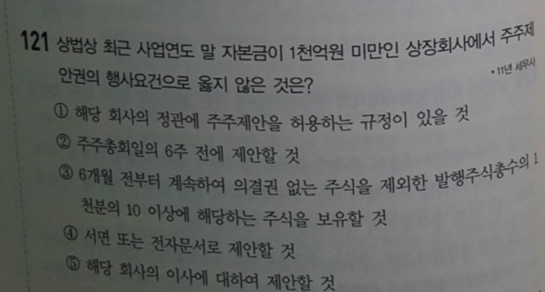 121 상법상 최근 사업연도 말 자본금이 1천억원 미만인 상장회사에서 주주제
안권의 행사요건으로 옳지 않은 것은?
• 11년 세무사
① 해당 회사의 정관에 주주제안을 허용하는 규정이 있을 것
② 주주총회일의 6주 전에 제안할 것
③ 6개월 전부터 계속하여 의결권 없는 주식을 제외한 발행주식총수의 1
천분의 10 이상에 해당하는 주식을 보유할 것
④ 서면 또는 전자문서로 제안할 것
⑤ 해당 회사의 이사에 대하여 제안할 것